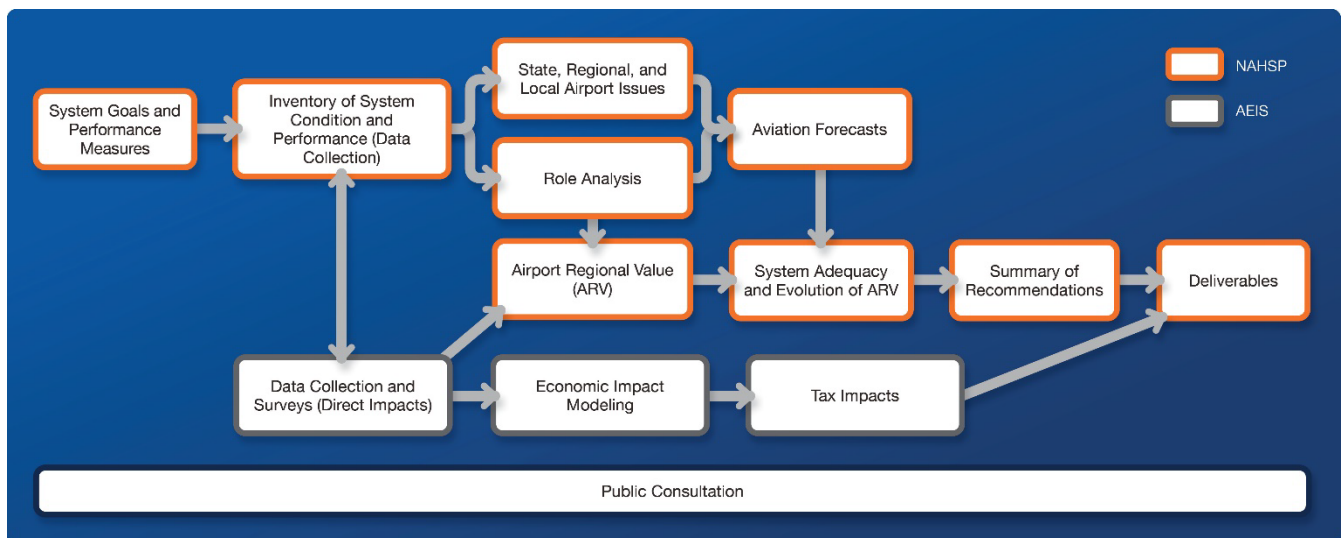 System Goals and
Performance
Measures
Inventory of System
Condition and
Performance (Data
Collection)
State, Regional, and
Local Airport Issues
Role Analysis
Aviation Forecasts
NAHSP
AEIS
Airport Regional Value
(ARV)
System Adequacy
and Evolution of ARV
Summary of
Recommendations
Deliverables
Data Collection and
Surveys (Direct Impacts)
Economic Impact
Modeling
Tax Impacts
Public Consultation